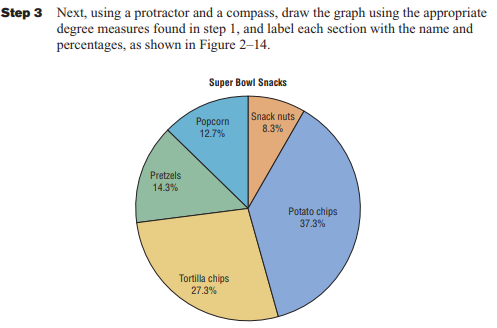 Step 3 Next, using a protractor and a compass, draw the graph using the appropriate
degree measures found in step 1, and label each section with the name and
percentages, as shown in Figure 2–14.
Super Bowl Snacks
Snack nuts
8.3%
Popcorn
12.7%
Pretzels
14.3%
Potato chips
37.3%
Tortilla chips
27.3%